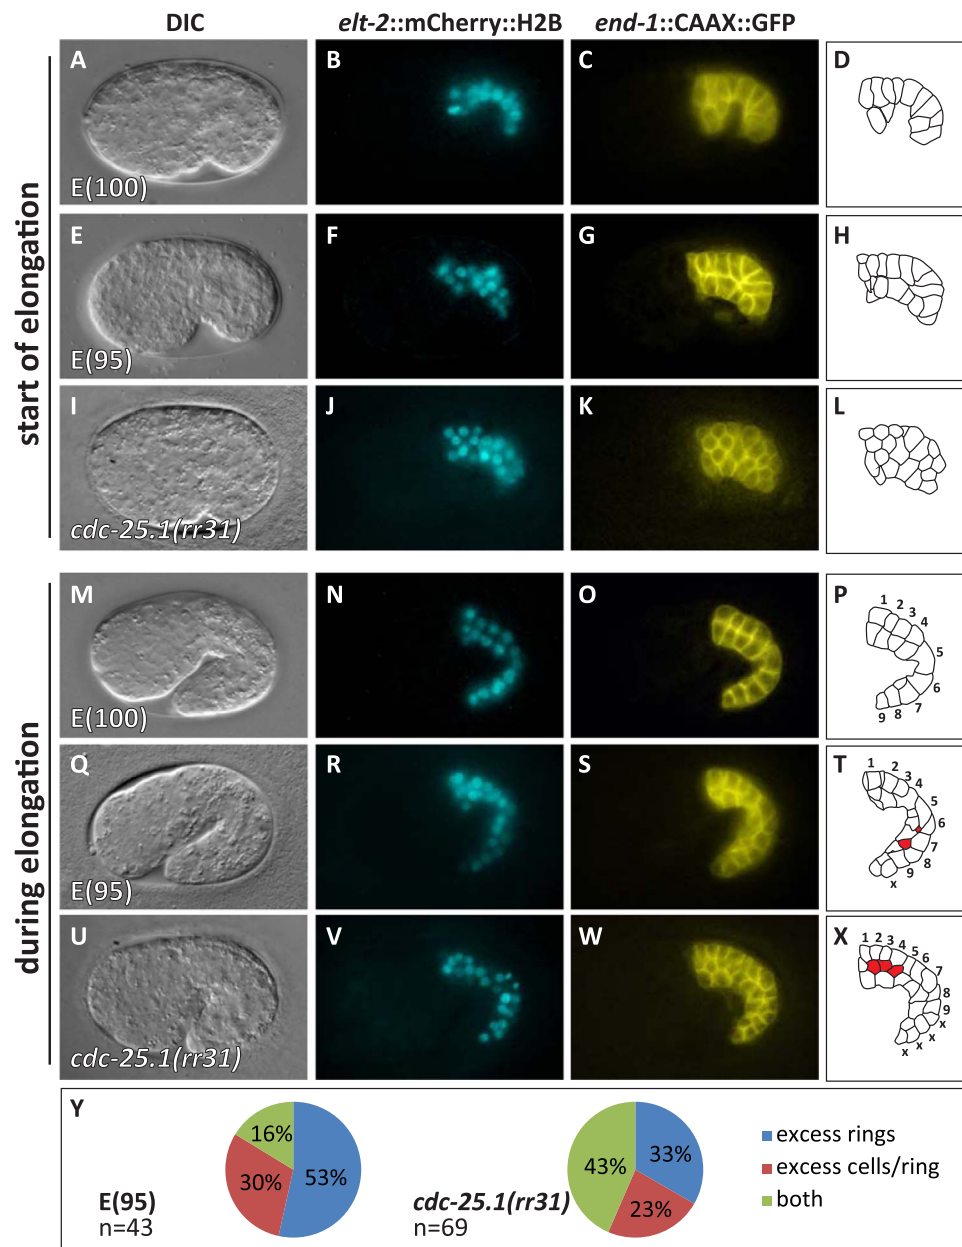 DIC
elt-2::mCherry::H2B
end-1::CAAX::GFP
start of elongation
A
E(100)
B
C
D
E
E(95)
F
G
H
I
cdc-25.1(rr31)
J
K
L
during elongation
M
E(100)
N
O
P
1
2
3
4
5
6
7
8
9
Q
E(95)
R
S
T
1
2
3
4
5
6
7
8
9
x
U
cdc-25.1(rr31)
V
W
X
1
2
3
4
5
6
7
8
9
x
x
x
x
Y
16%
30%
53%
E(95)
n=43
43%
33%
23%
cdc-25.1(rr31)
n=69
excess rings
excess cells/ring
both